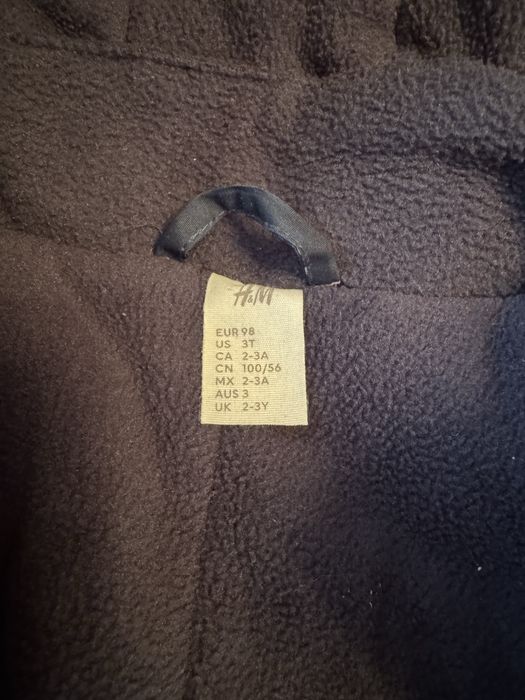 H&M
EUR 98
US 3T
CA 2-3A
CN 100/56
MX 2-3A
AUS 3
UK 2-3Y